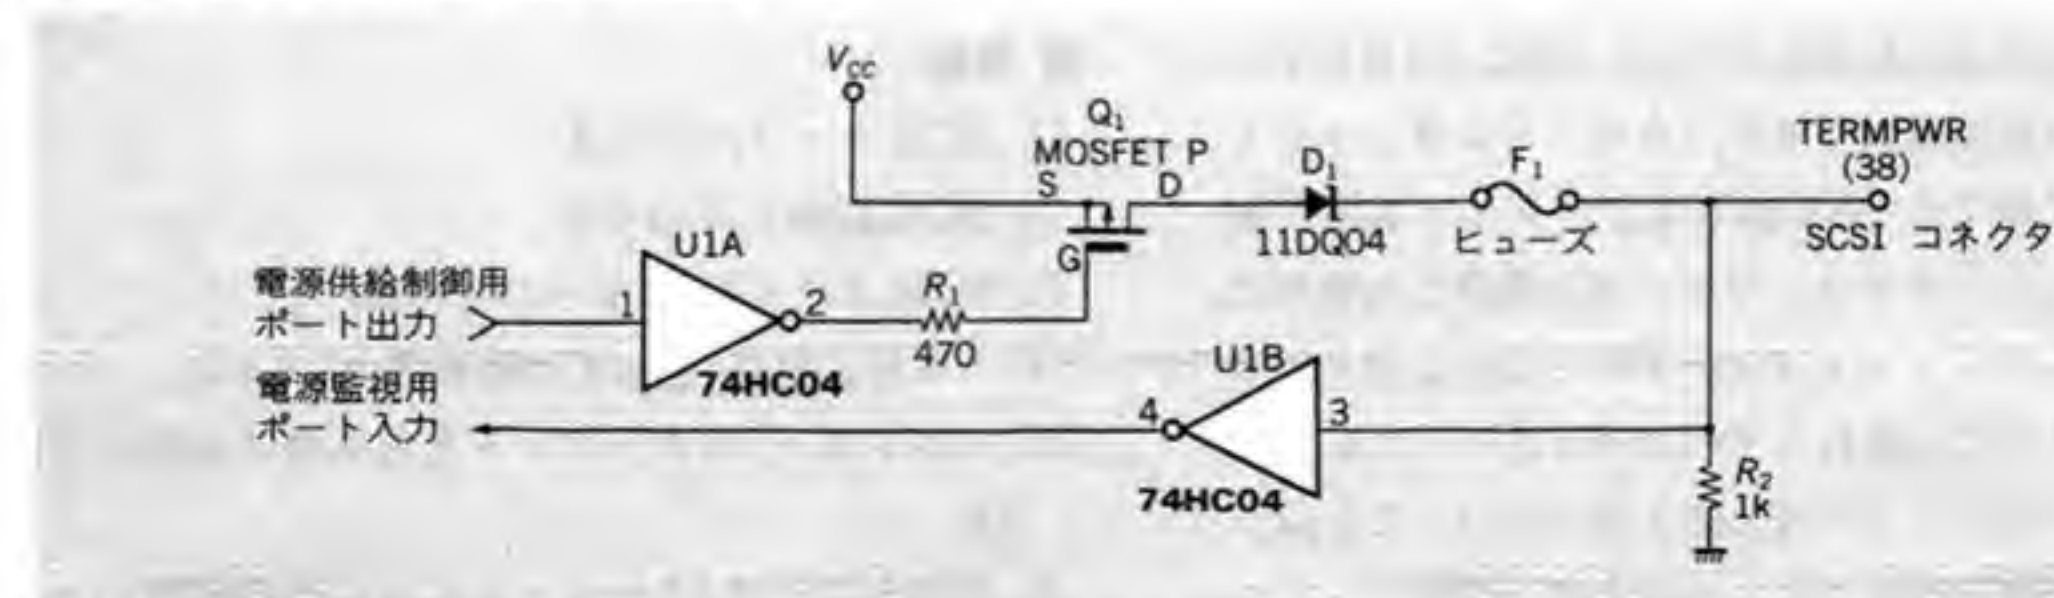 VCC
Q1
MOSFET P
S
D
G
D1
11DQ04
F1
ヒューズ
TERMPWR
(38)
SCSI コネクタ
電源供給制御用
ポート出力
1
U1A
2
74HC04
R1
470
電源監視用
ポート入力
4
U1B
3
74HC04
R2
1k